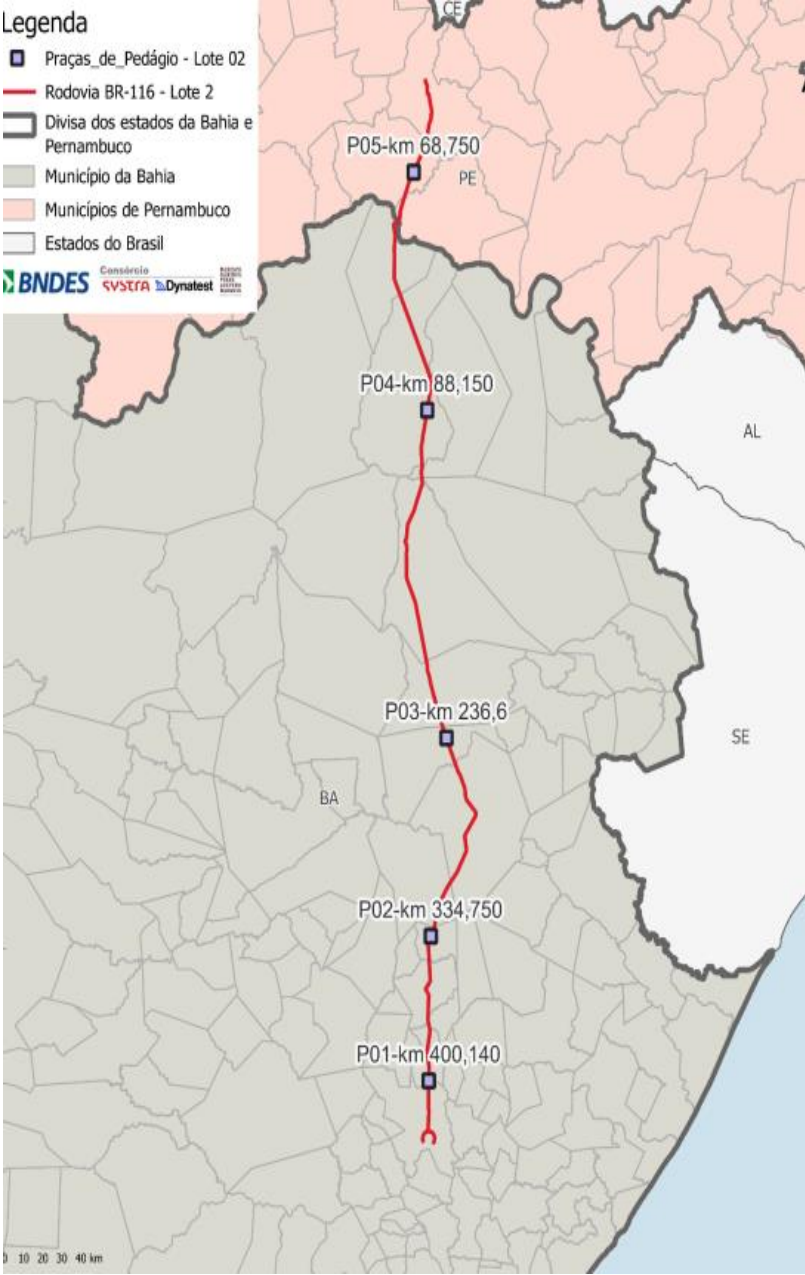 Legenda
Praças_de_Pedágio - Lote 02
Rodovia BR-116 - Lote 2
Divisa dos estados da Bahia e
Pernambuco
Município da Bahia
Municípios de Pernambuco
Estados do Brasil
BNDES
Consórcio
SYSTRA Dynatest
CE
P05-km 68,750
PE
P04-km 88,150
AL
P03-km 236,6
SE
BA
P02-km 334,750
P01-km 400,140
0 10 20 30 40 km